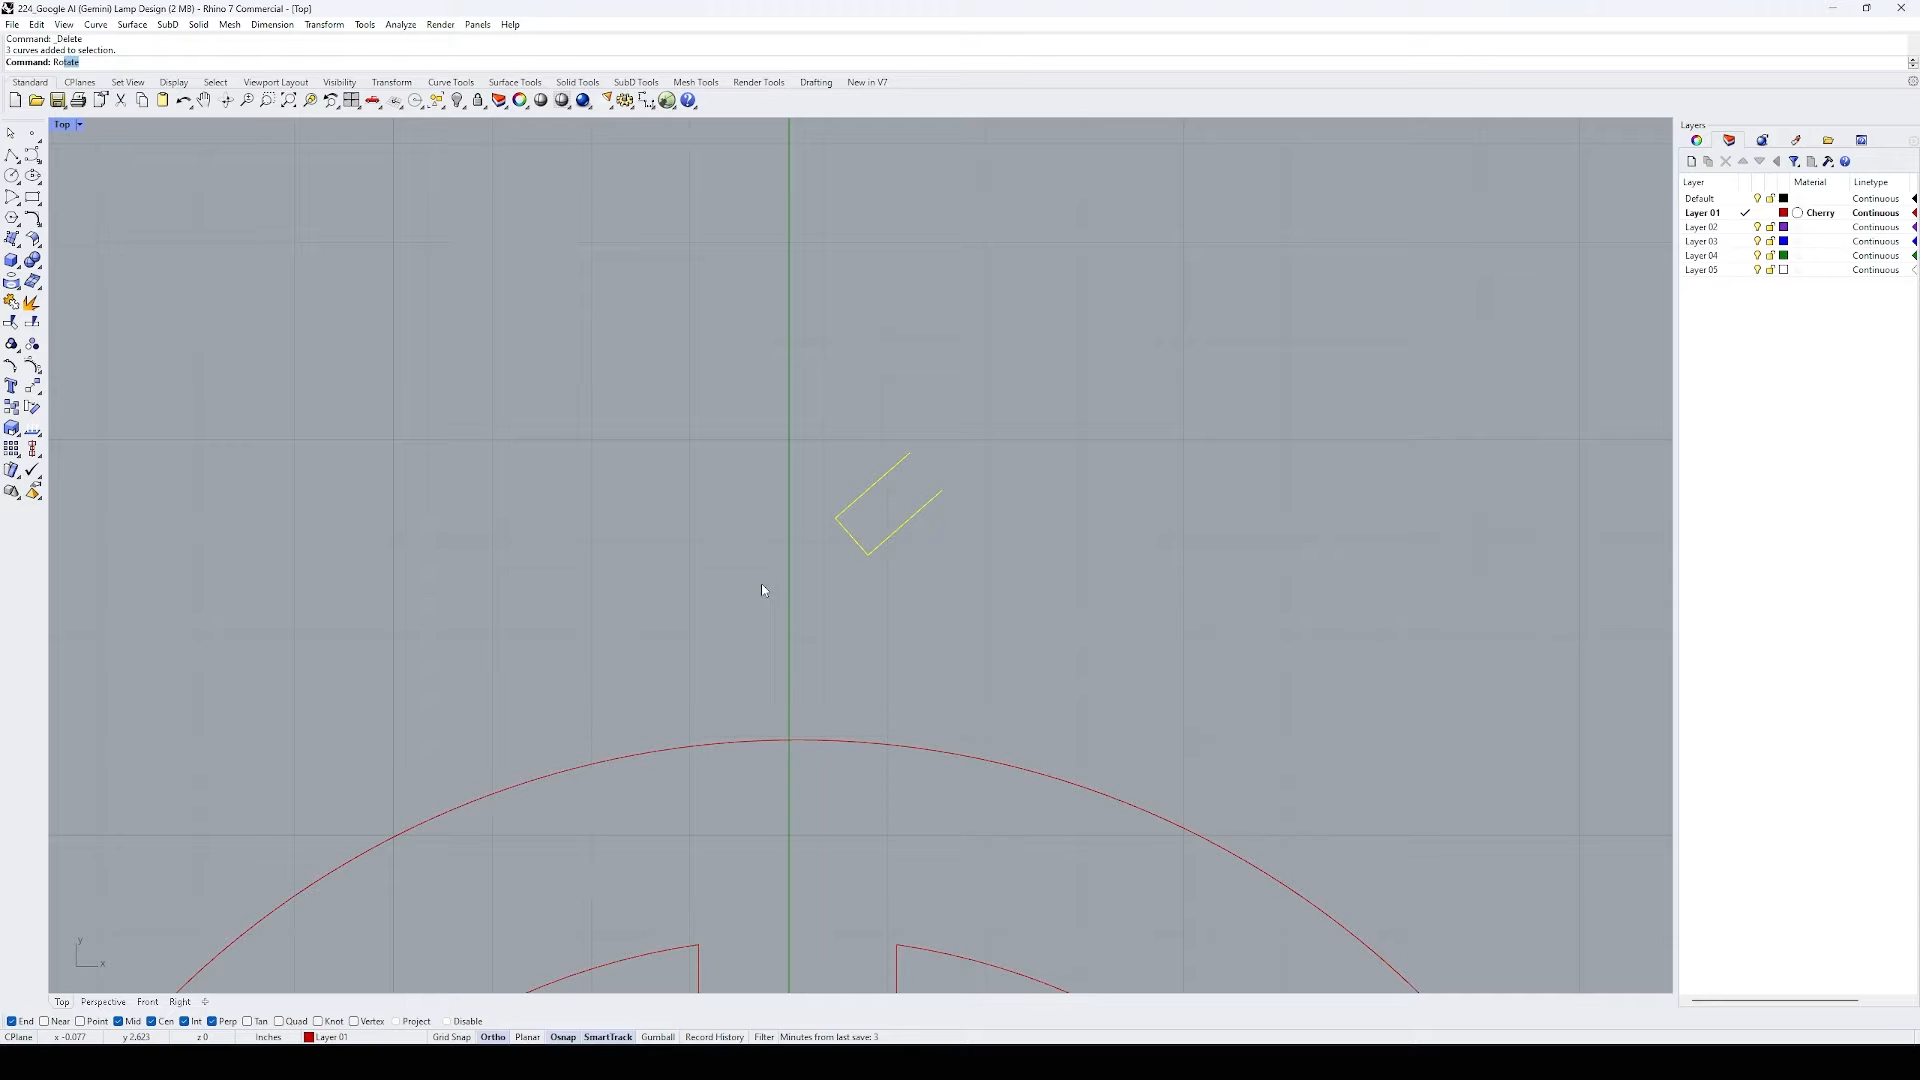 224_Google AI (Gemini) Lamp Design (2 MB) - Rhino 7 Commercial - [Top]
File Edit View Curve Surface SubD Solid Mesh Dimension Transform Tools Analyze Render Panels Help
Command: _Delete
3 curves added to selection.
Command: Rotate
Standard CPlanes Set View Display Select Viewport Layout Visibility Transform Curve Tools Surface Tools Solid Tools SubD Tools Mesh Tools Render Tools Drafting New in V7
Top
Layers
Layer Material Linetype
Default Continuous
Layer 01 Cherry Continuous
Layer 02 Continuous
Layer 03 Continuous
Layer 04 Continuous
Layer 05 Continuous
y
x
Top Perspective Front Right
End Near Point Mid Cen Int Perp Tan Quad Knot Vertex Project Disable
CPlane x -0.077 y 2.623 z 0 Inches Layer 01 Grid Snap Ortho Planar Osnap SmartTrack Gumball Record History Filter Minutes from last save: 3